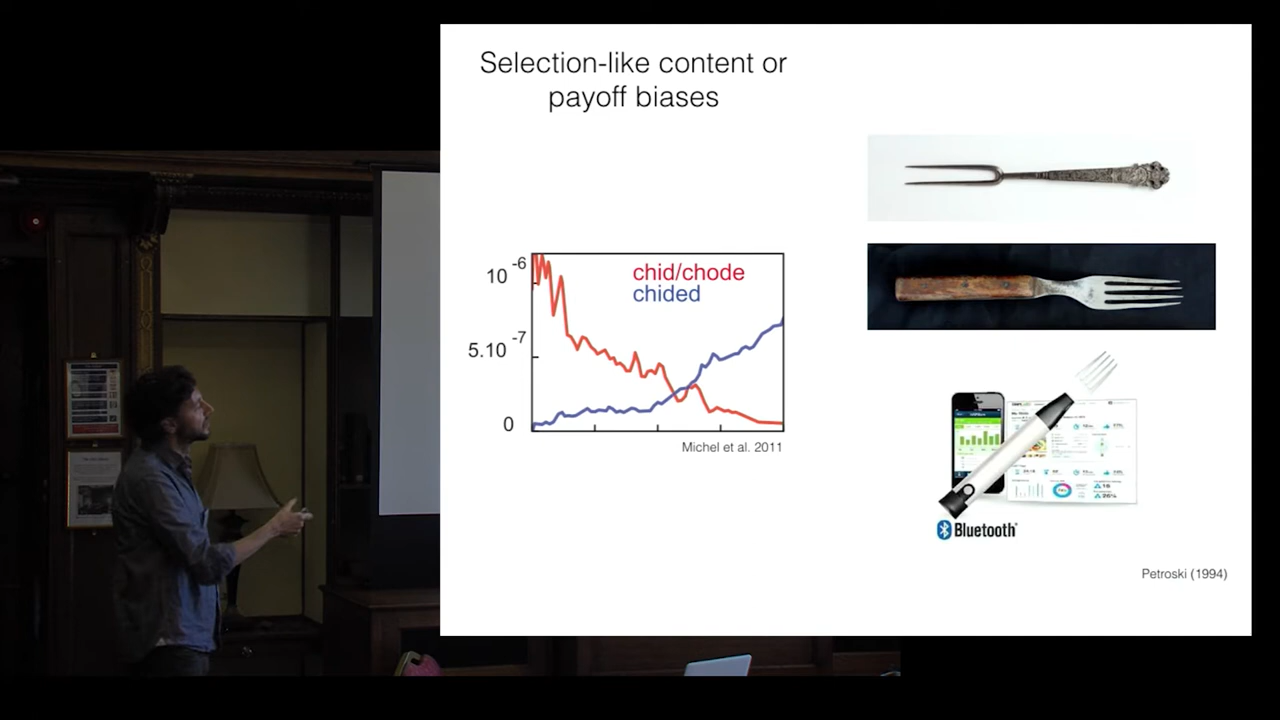 Selection-like content or
payoff biases
10 -6
chid/chode
chided
5.10 -7
0
Michel et al. 2011
Bluetooth
Petroski (1994)